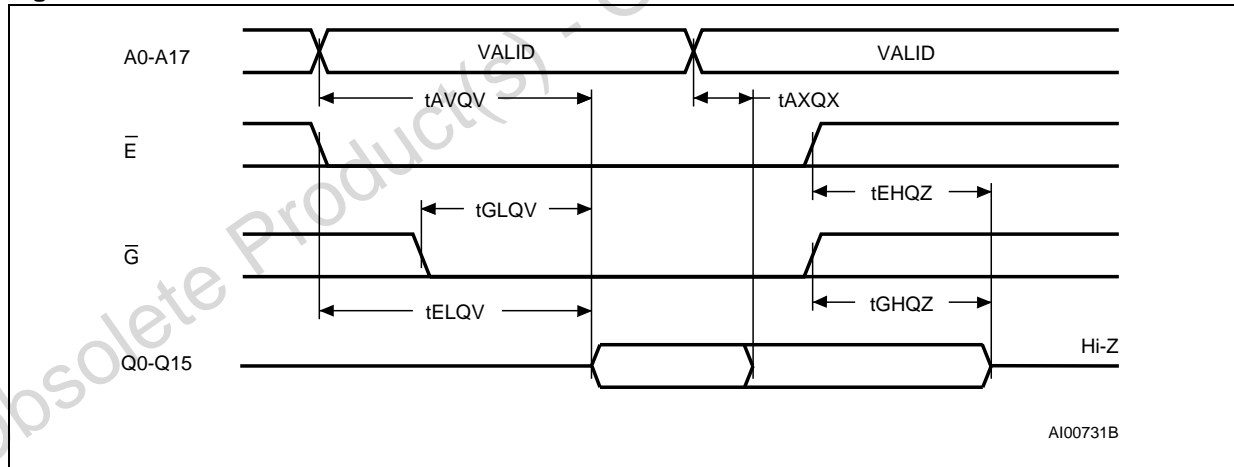 A0-A17
VALID
VALID
tAVQV
tAXQX
E
tEHQZ
tGLQV
G
tGHQZ
tELQV
Q0-Q15
Hi-Z
AI00731B
Obsolete Product(s) - O